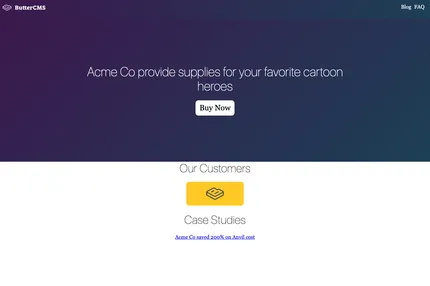 ButterCMS
Blog FAQ
Acme Co provide supplies for your favorite cartoon
heroes
Buy Now
Our Customers
Case Studies
Acme Co saved 200% on Anvil cost